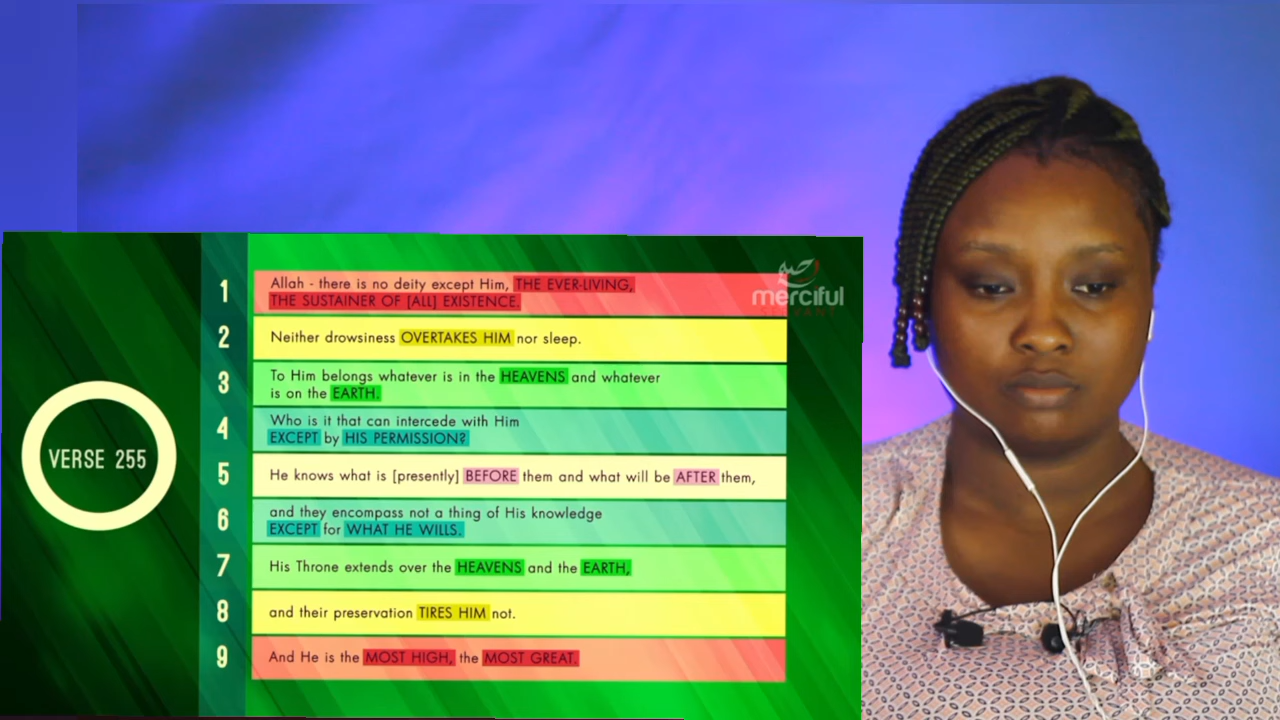 merciful
SERVANT
VERSE 255
1
Allah - there is no deity except Him, THE EVER-LIVING,
THE SUSTAINER OF [ALL] EXISTENCE.
2
Neither drowsiness OVERTAKES HIM nor sleep.
3
To Him belongs whatever is in the HEAVENS and whatever
is on the EARTH.
4
Who is it that can intercede with Him
EXCEPT by HIS PERMISSION?
5
He knows what is [presently] BEFORE them and what will be AFTER them,
6
and they encompass not a thing of His knowledge
EXCEPT for WHAT HE WILLS.
7
His Throne extends over the HEAVENS and the EARTH,
8
and their preservation TIRES HIM not.
9
And He is the MOST HIGH, the MOST GREAT.